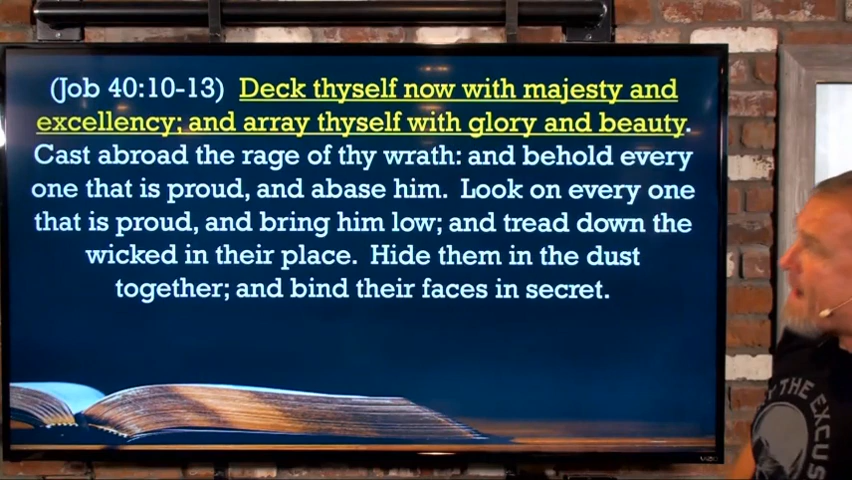 (Job 40:10-13) Deck thyself now with majesty and
excellency; and array thyself with glory and beauty.
Cast abroad the rage of thy wrath: and behold every
one that is proud, and abase him. Look on every one
that is proud, and bring him low; and tread down the
wicked in their place. Hide them in the dust
together; and bind their faces in secret.
VIZIO
THE EXCUS